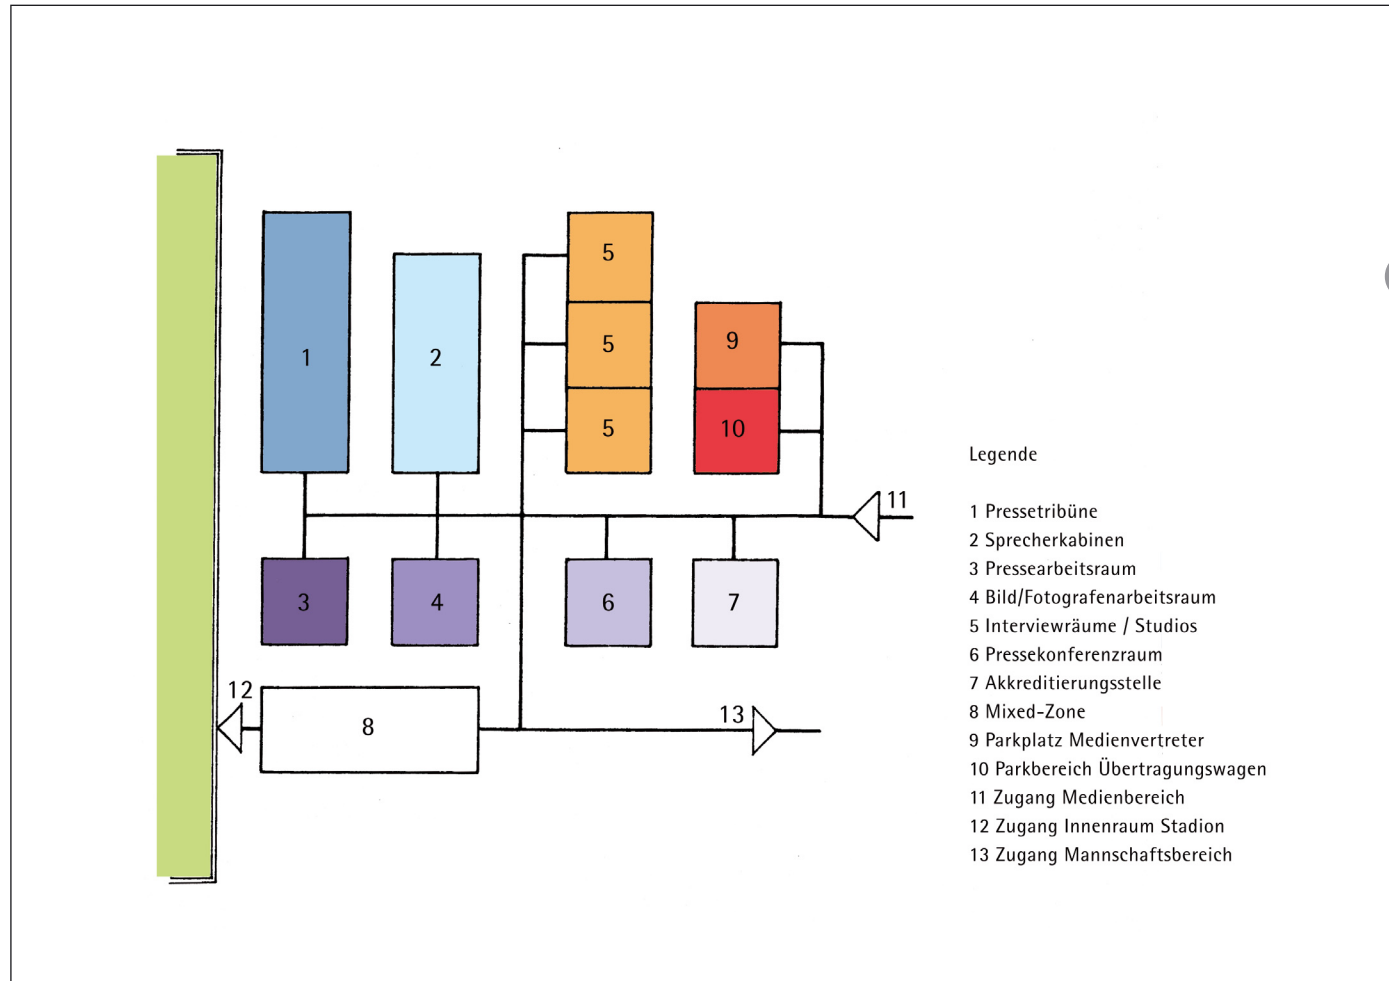 5
1
2
5
9
5
10
11
3
4
6
7
12
8
13
Legende
1 Pressetribüne
2 Sprecherkabinen
3 Pressearbeitsraum
4 Bild/Fotografenarbeitsraum
5 Interviewräume / Studios
6 Pressekonferenzraum
7 Akkreditierungsstelle
8 Mixed-Zone
9 Parkplatz Medienvertreter
10 Parkbereich Übertragungswagen
11 Zugang Medienbereich
12 Zugang Innenraum Stadion
13 Zugang Mannschaftsbereich